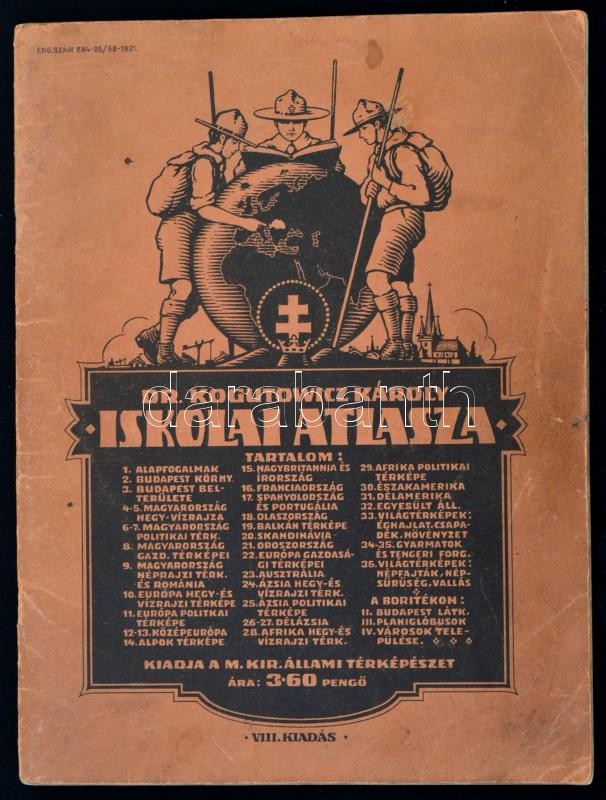 ENG.SZÁM 884-05/58-1931.
DR. KOGUTOWICZ KÁROLY
ISKOLAI ATLASZA
TARTALOM:
1. ALAPFOGALMAK
2. BUDAPEST KÖRNY.
3. BUDAPEST BEL-
TERÜLETE
4-5. MAGYARORSZÁG
HEGY-VÍZRAJZA
6-7. MAGYARORSZÁG
POLITIKAI TÉRK.
8. MAGYARORSZÁG
GAZD. TÉRKÉPEI
9. MAGYARORSZÁG
NÉPRAJZI TÉRK.
ÉS ROMÁNIA
10. EURÓPA HEGY-ÉS
VÍZRAJZI TÉRKÉPE
11. EURÓPA POLITKAI
TÉRKÉPE
12-13. KÖZÉPEURÓPA
14. ALPOK TÉRKÉPE
15. NAGYBRITANNIA ÉS
IRORSZÁG
16. FRANCIAORSZÁG
17. SPANYOLORSZÁG
ÉS PORTUGÁLIA
18. OLASZORSZÁG
19. BALKÁN TÉRKÉPE
20. SKANDINÁVIA
21. OROSZORSZÁG
22. EURÓPA GAZDASÁ-
GI TÉRKÉPEI
23. AUSZTRÁLIA
24. ÁZSIA HEGY-ÉS
VÍZRAJZI TÉRK.
25. ÁZSIA POLITIKAI
TÉRKÉPE
26-27. DÉLÁZSIA
28. AFRIKA HEGY-ÉS
VÍZRAJZI TÉRK.
29. AFRIKA POLITIKAI
TÉRKÉPE
30. ÉSZAKAMERIKA
31. DÉLAMERIKA
32. EGYESÜLT ÁLL.
33. VILÁGTÉRKÉPEK:
ÉGHAJLAT. CSAPA-
DÉK. NÖVÉNYZET
34-35. GYARMATOK
ÉS TENGERI FORG.
36. VILÁGTÉRKÉPEK:
NÉPFAJTÁK, NÉP-
SŰRŰSÉG, VALLÁS
A BORITÉKON:
II. BUDAPEST LÁTK.
III. PLANIGLÓBUSOK
IV. VÁROSOK TELE-
PÜLÉSE.
KIADJA A M. KIR. ÁLLAMI TÉRKÉPÉSZET
ÁRA: 3·60 PENGŐ
· VIII. KIADÁS ·
darabanth.com